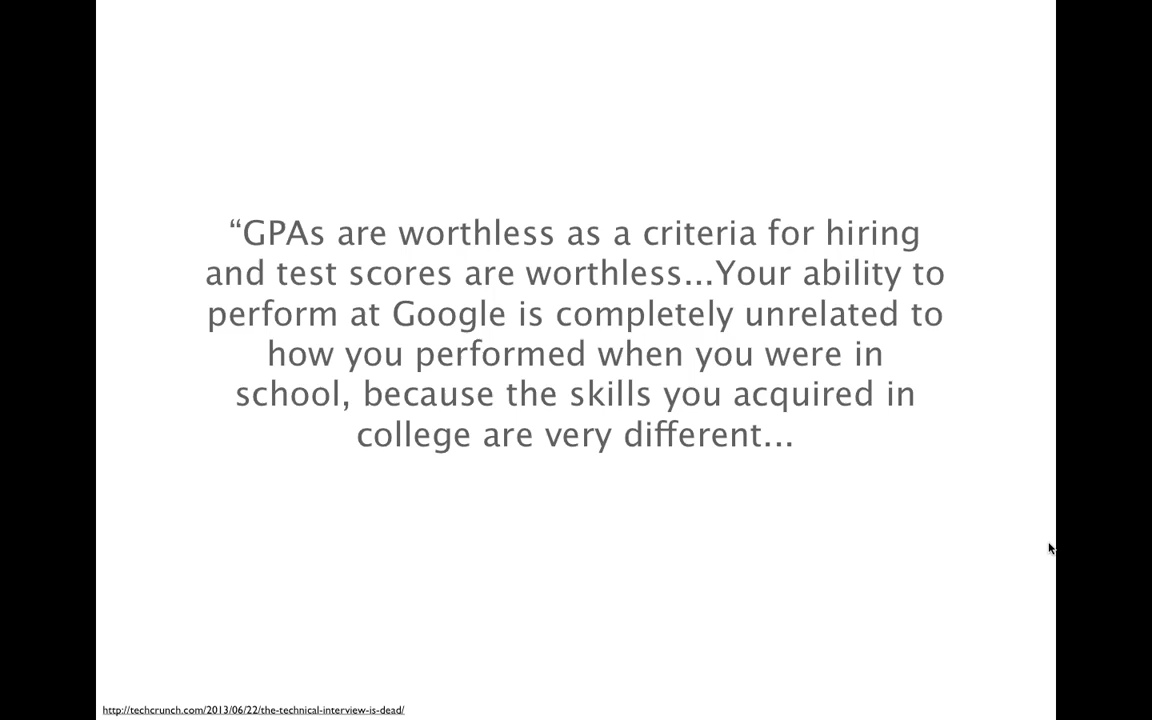 “GPAs are worthless as a criteria for hiring
and test scores are worthless...Your ability to
perform at Google is completely unrelated to
how you performed when you were in
school, because the skills you acquired in
college are very different...
http://techcrunch.com/2013/06/22/the-technical-interview-is-dead/